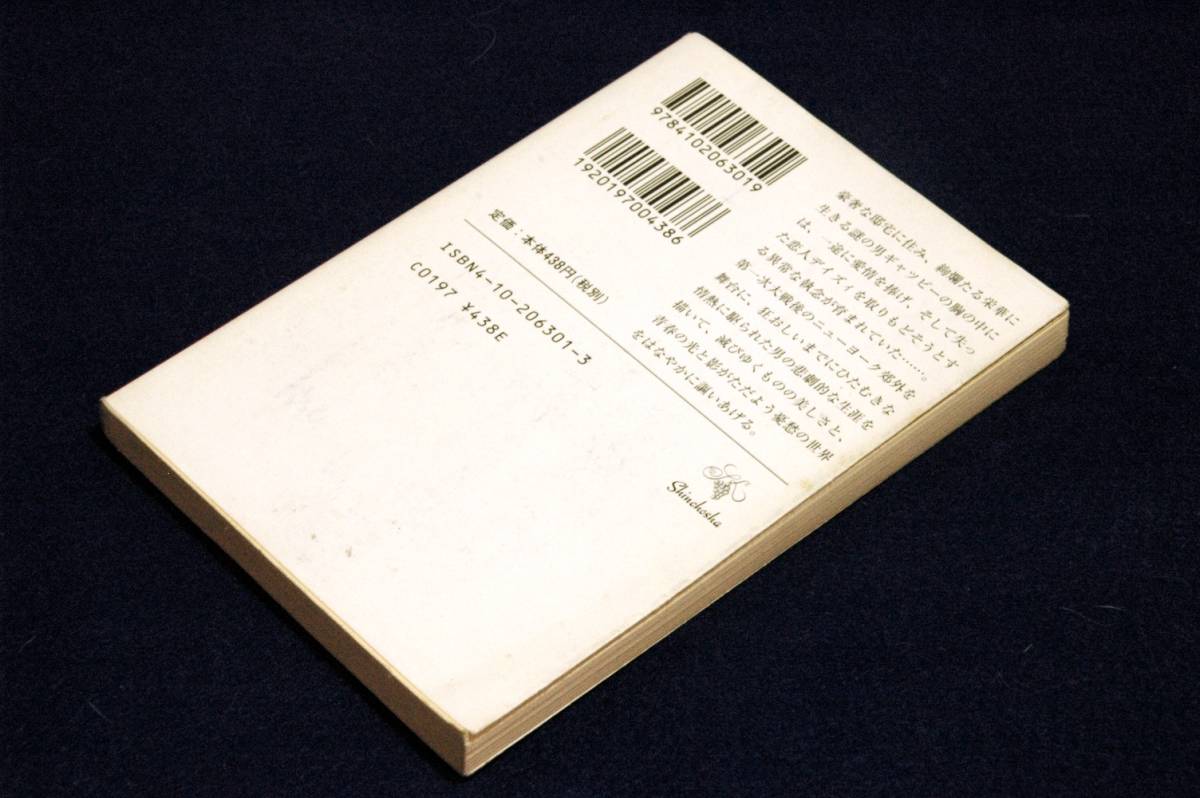 9784102063019
1920197004386
定価：本体438円（税別）
ISBN4-10-206301-3
C0197 ¥438E
豪奢な邸宅に住み、絢爛たる栄華に
生きる謎の男ギャツビーの胸の中に
は、一途に愛情を捧げ、そして失っ
た恋人デイズィを取りもどそうとす
る異常な執念が育まれていた……。
第一次大戦後のニューヨーク郊外を
舞台に、狂おしいまでにひたむきな
情熱に駆られた男の悲劇的な生涯を
描いて、滅びゆくものの美しさと、
青春の光と影がただよう憂愁の世界
をはなやかに謳いあげる。
Shinchosha